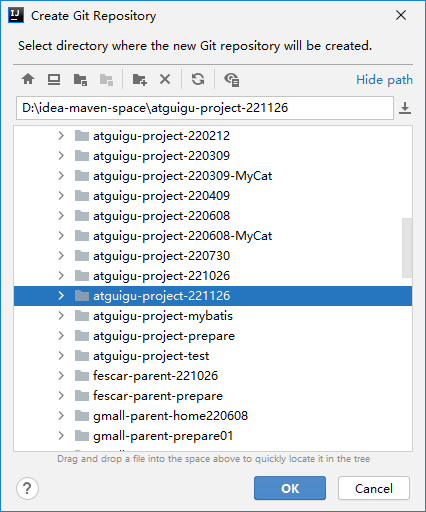 Create Git Repository
Select directory where the new Git repository will be created.
Hide path
D:\idea-maven-space\atguigu-project-221126
atguigu-project-220212
atguigu-project-220309
atguigu-project-220309-MyCat
atguigu-project-220409
atguigu-project-220608
atguigu-project-220608-MyCat
atguigu-project-220730
atguigu-project-221026
atguigu-project-221126
atguigu-project-mybatis
atguigu-project-prepare
atguigu-project-test
fescar-parent-221026
fescar-parent-prepare
gmall-parent-home220608
gmall-parent-prepare01
Drag and drop a file into the space above to quickly locate it in the tree
?
OK
Cancel